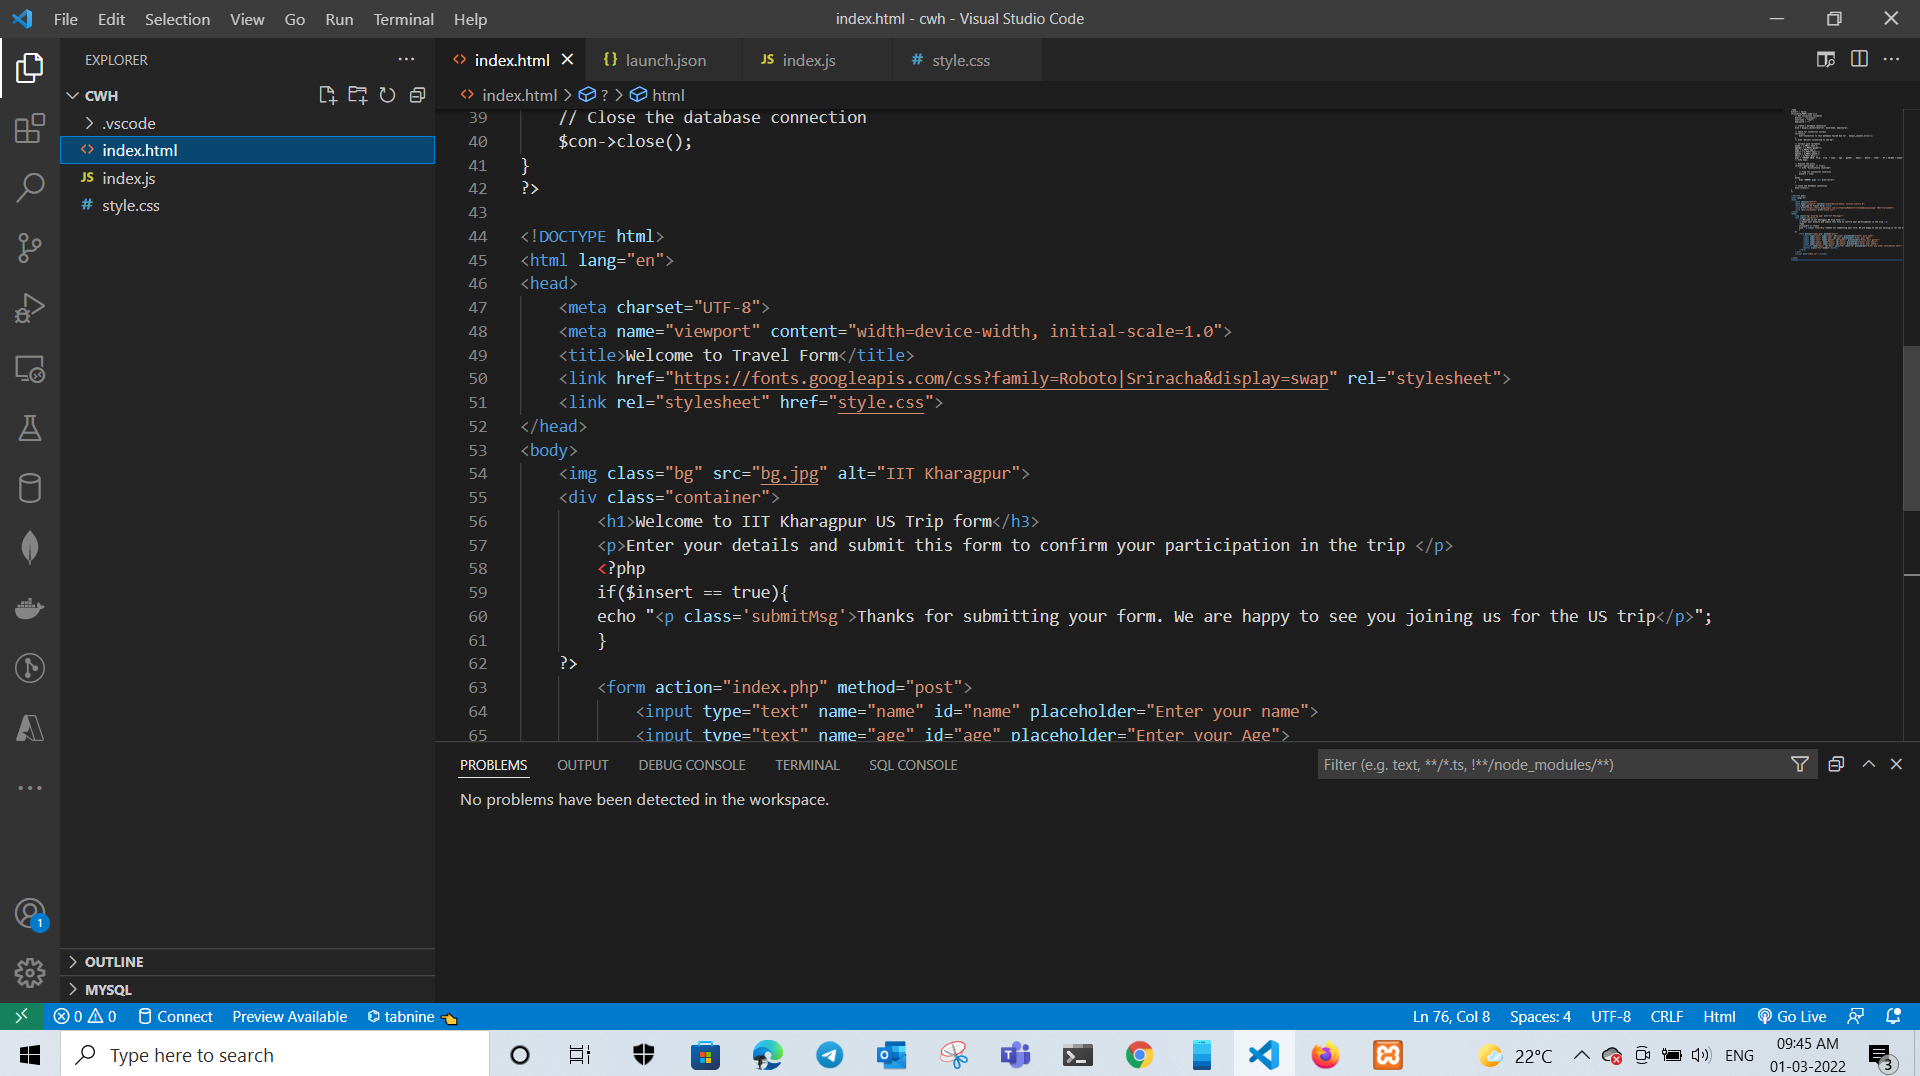 File Edit Selection View Go Run Terminal Help
index.html - cwh - Visual Studio Code
EXPLORER
CWH
.vscode
index.html
JS index.js
# style.css
OUTLINE
MYSQL
index.html
{} launch.json
JS index.js
# style.css
index.html > ? > html
39 // Close the database connection
40 $con->close();
41 }
42 ?>
43
44 <!DOCTYPE html>
45 <html lang="en">
46 <head>
47 <meta charset="UTF-8">
48 <meta name="viewport" content="width=device-width, initial-scale=1.0">
49 <title>Welcome to Travel Form</title>
50 <link href="https://fonts.googleapis.com/css?family=Roboto|Sriracha&display=swap" rel="stylesheet">
51 <link rel="stylesheet" href="style.css">
52 </head>
53 <body>
54 <img class="bg" src="bg.jpg" alt="IIT Kharagpur">
55 <div class="container">
56 <h1>Welcome to IIT Kharagpur US Trip form</h3>
57 <p>Enter your details and submit this form to confirm your participation in the trip </p>
58 <?php
59 if($insert == true){
60 echo "<p class='submitMsg'>Thanks for submitting your form. We are happy to see you joining us for the US trip</p>";
61 }
62 ?>
63 <form action="index.php" method="post">
64 <input type="text" name="name" id="name" placeholder="Enter your name">
65 <input type="text" name="age" id="age" placeholder="Enter your Age">
PROBLEMS OUTPUT DEBUG CONSOLE TERMINAL SQL CONSOLE
Filter (e.g. text, **/*.ts, !**/node_modules/**)
No problems have been detected in the workspace.
1
0 0 Connect Preview Available tabnine
Ln 76, Col 8 Spaces: 4 UTF-8 CRLF Html Go Live
Type here to search
22°C ENG
09:45 AM
01-03-2022
3